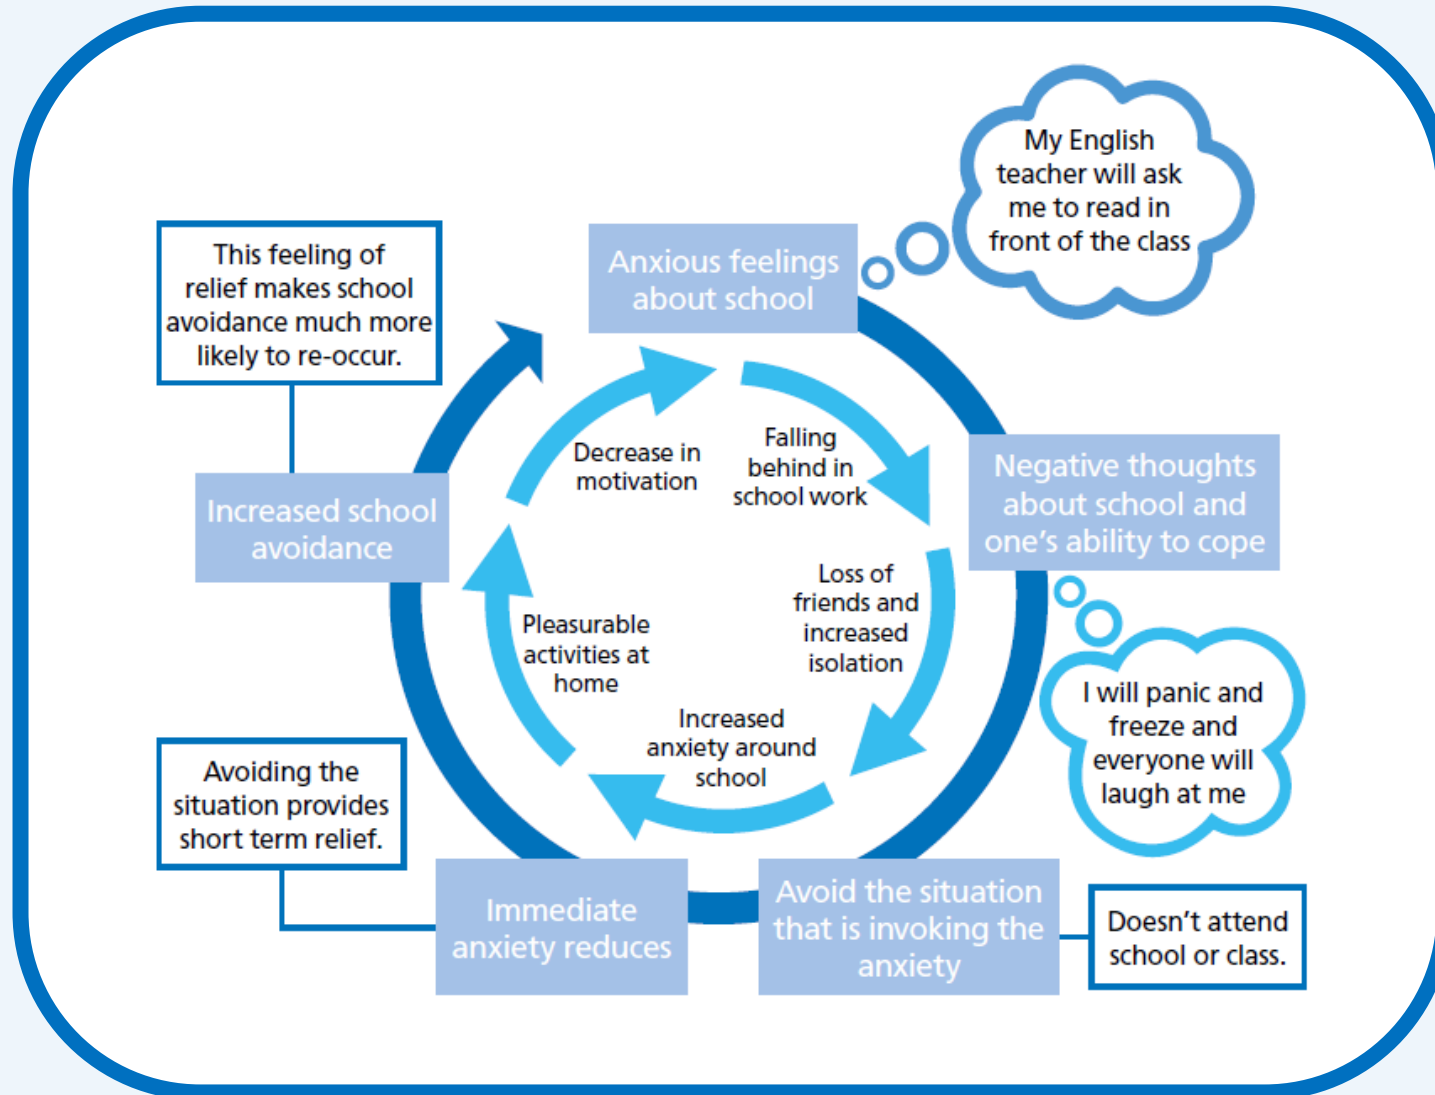 My English
teacher will ask
me to read in
front of the class
This feeling of
relief makes school
avoidance much more
likely to re-occur.
Anxious feelings
about school
Decrease in
motivation
Falling
behind in
school work
Negative thoughts
about school and
one’s ability to cope
Increased school
avoidance
Loss of
friends and
increased
isolation
Pleasurable
activities at
home
I will panic and
freeze and
everyone will
laugh at me
Increased
anxiety around
school
Avoiding the
situation provides
short term relief.
Immediate
anxiety reduces
Avoid the situation
that is invoking the
anxiety
Doesn’t attend
school or class.